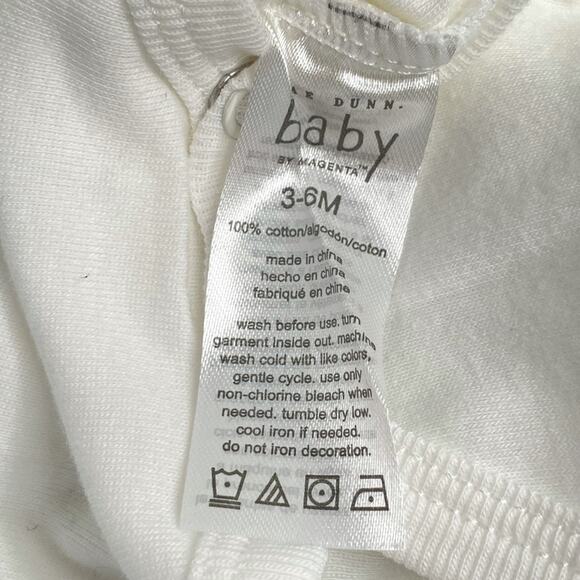 AE DUNN.
baby
BY MAGENTA™
3-6M
100% cotton/algodón/coton
made in china
hecho en china
fabriqué en chine
wash before use. turn
garment inside out. machine
wash cold with like colors,
gentle cycle. use only
non-chlorine bleach when
needed. tumble dry low.
cool iron if needed.
do not iron decoration.